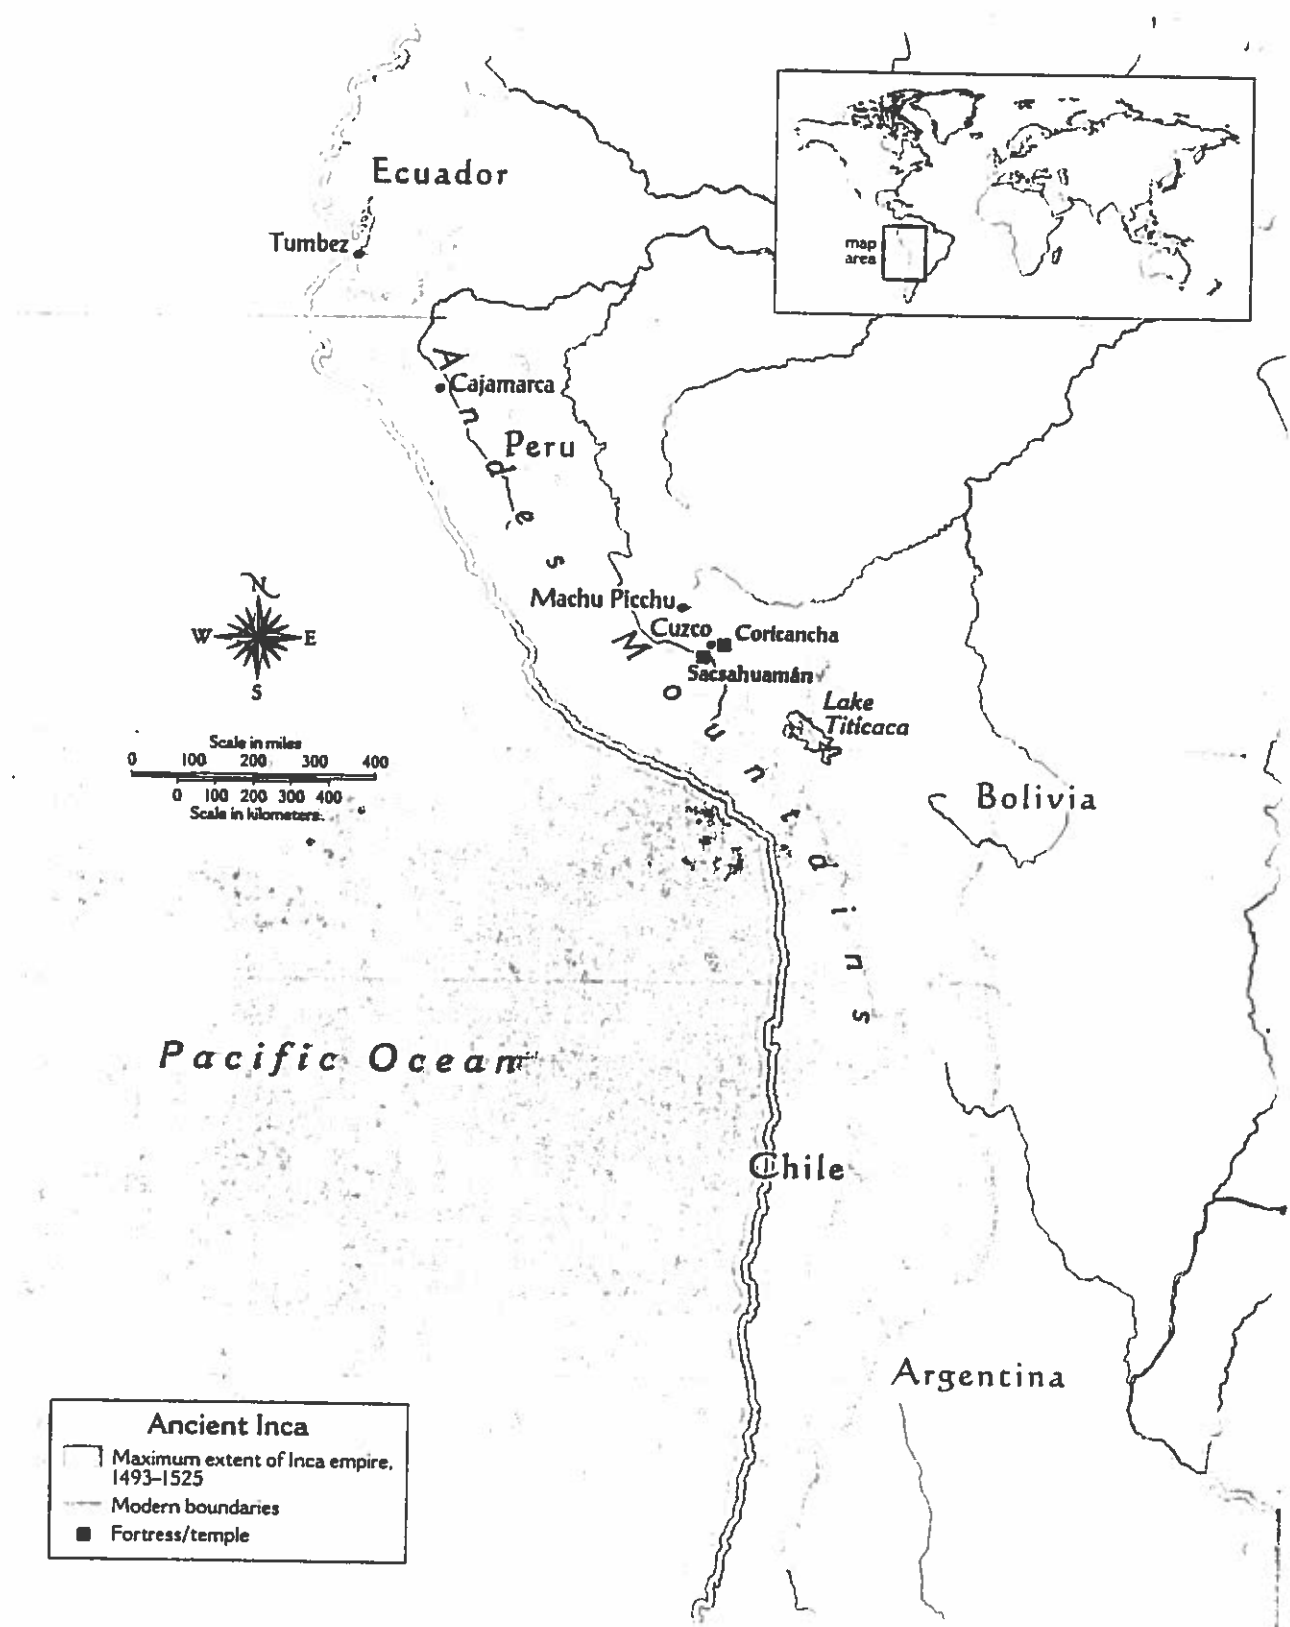 Ecuador
Tumbez
map
area
Andes Mountains
Cajamarca
Peru
Machu Picchu
Cuzco
Coricancha
Sacsahuamán
Lake
Titicaca
N
W E
S
Scale in miles
0 100 200 300 400
0 100 200 300 400
Scale in kilometers
Bolivia
Pacific Ocean
Chile
Argentina
Ancient Inca
Maximum extent of Inca empire,
1493–1525
Modern boundaries
Fortress/temple